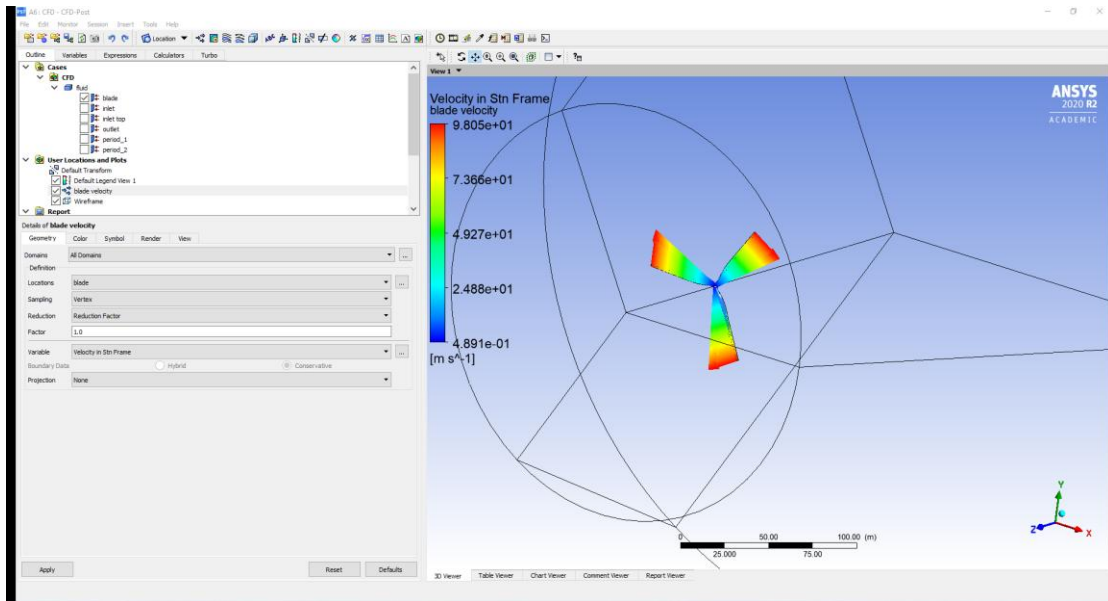 A6: CFD - CFD-Post
File Edit Monitor Session Insert Tools Help
Location
Outline Variables Expressions Calculators Turbo
Cases
CFD
fluid
blade
inlet
inlet top
outlet
period_1
period_2
User Locations and Plots
Default Transform
Default Legend View 1
blade velocity
Wireframe
Report
Details of blade velocity
Geometry Color Symbol Render View
Domains All Domains ...
Definition
Locations blade ...
Sampling Vertex
Reduction Reduction Factor
Factor 1.0
Variable Velocity in Stn Frame ...
Boundary Data Hybrid Conservative
Projection None
Apply Reset Defaults
View 1
Velocity in Stn Frame
blade velocity
9.805e+01
7.366e+01
4.927e+01
2.488e+01
4.891e-01
[m s^-1]
ANSYS
2020 R2
ACADEMIC
Y
Z
X
0 50.00 100.00 (m)
25.000 75.00
3D Viewer Table Viewer Chart Viewer Comment Viewer Report Viewer